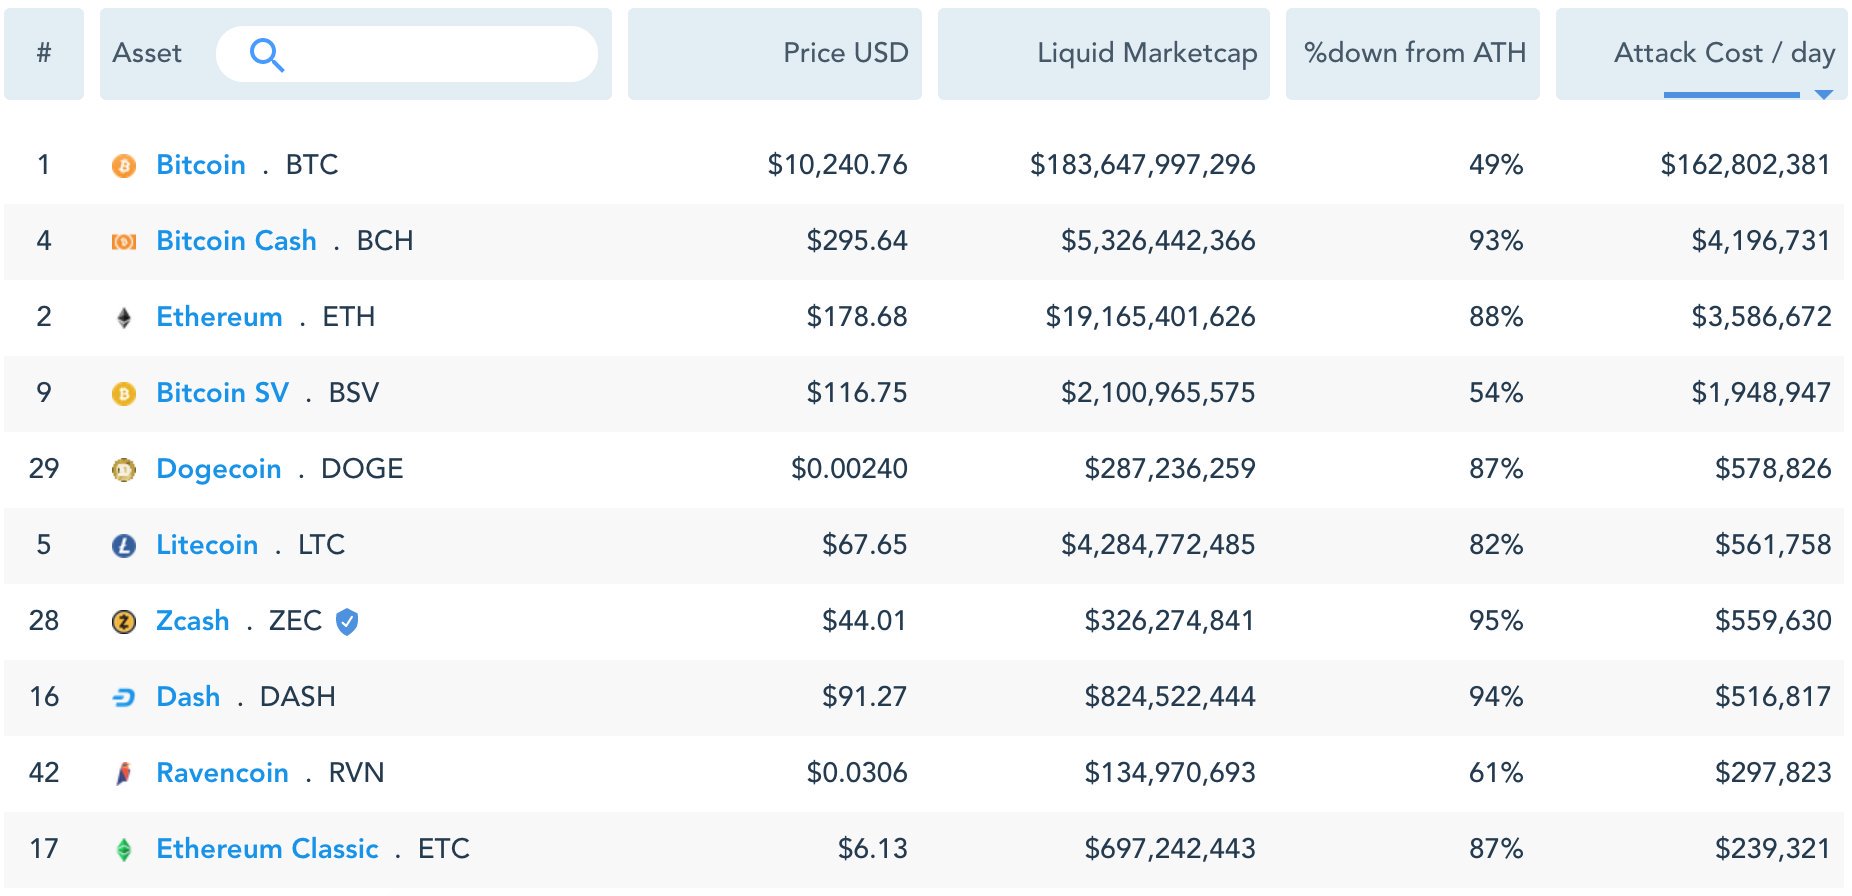 # Asset Price USD Liquid Marketcap %down from ATH Attack Cost / day
1 Bitcoin . BTC $10,240.76 $183,647,997,296 49% $162,802,381
4 Bitcoin Cash . BCH $295.64 $5,326,442,366 93% $4,196,731
2 Ethereum . ETH $178.68 $19,165,401,626 88% $3,586,672
9 Bitcoin SV . BSV $116.75 $2,100,965,575 54% $1,948,947
29 Dogecoin . DOGE $0.00240 $287,236,259 87% $578,826
5 Litecoin . LTC $67.65 $4,284,772,485 82% $561,758
28 Zcash . ZEC $44.01 $326,274,841 95% $559,630
16 Dash . DASH $91.27 $824,522,444 94% $516,817
42 Ravencoin . RVN $0.0306 $134,970,693 61% $297,823
17 Ethereum Classic . ETC $6.13 $697,242,443 87% $239,321